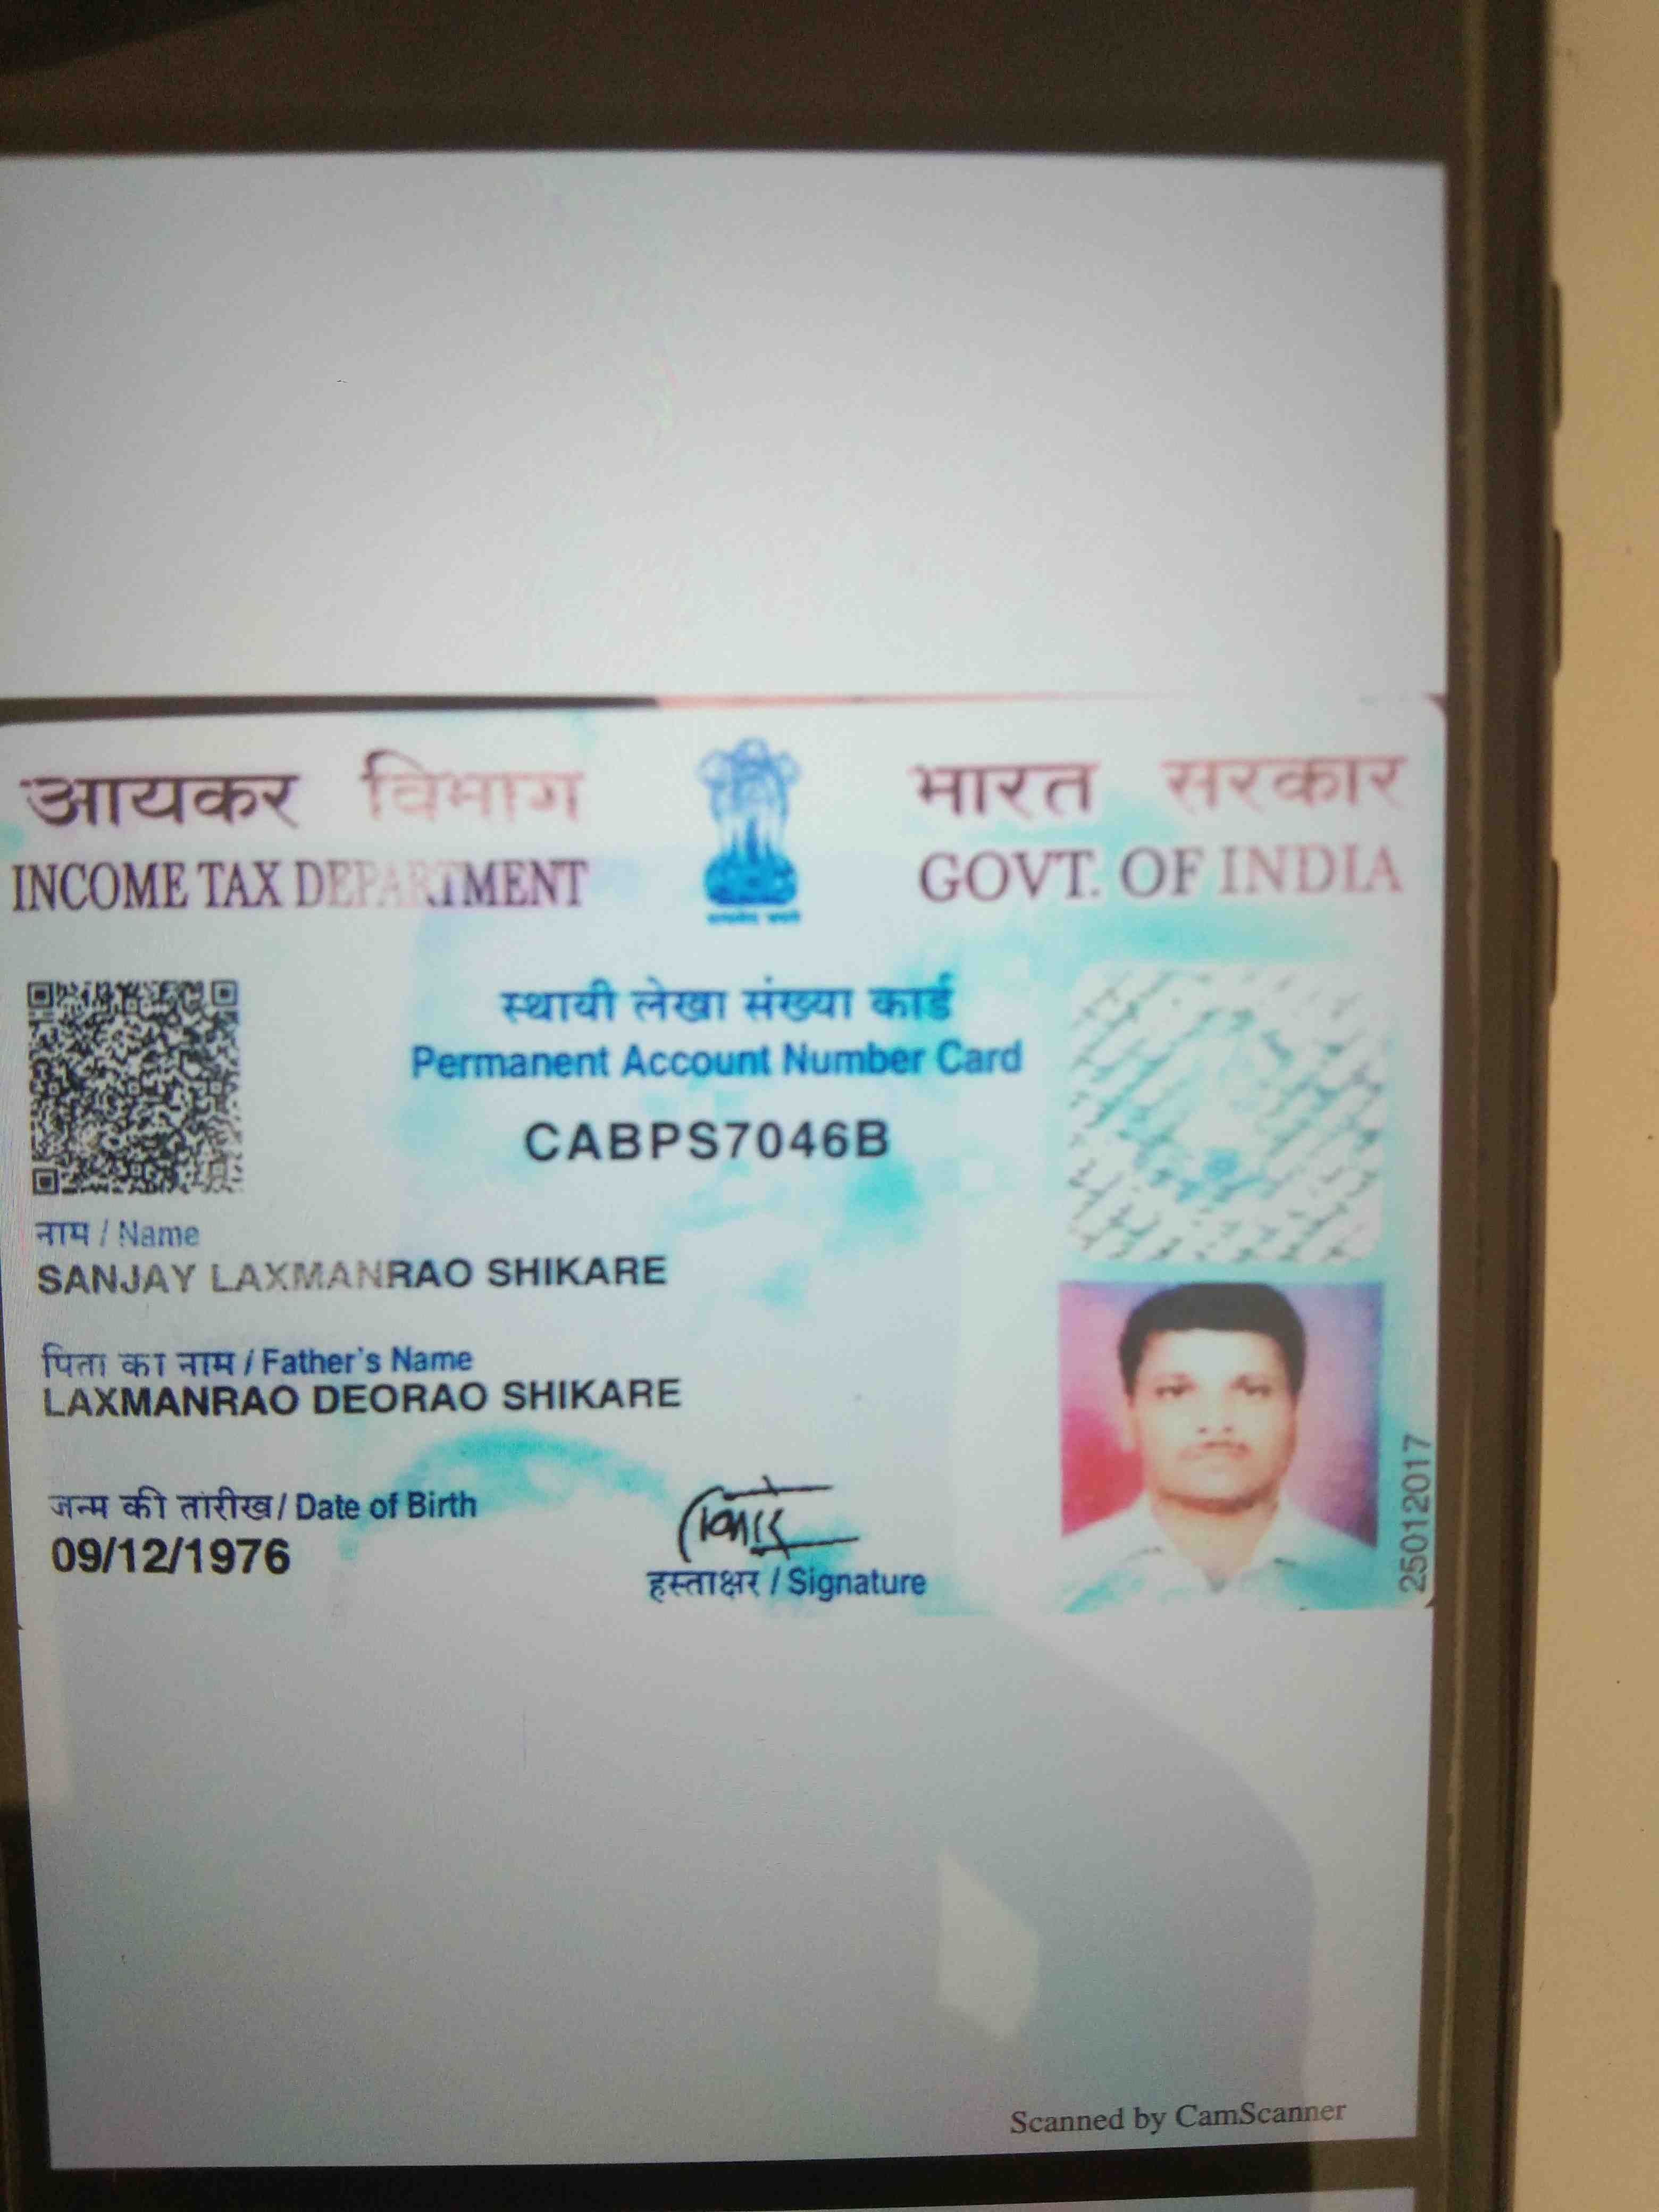 आयकर विभाग
INCOME TAX DEPARTMENT
भारत सरकार
GOVT. OF INDIA
स्थायी लेखा संख्या कार्ड
Permanent Account Number Card
CABPS7046B
नाम / Name
SANJAY LAXMANRAO SHIKARE
पिता का नाम / Father's Name
LAXMANRAO DEORAO SHIKARE
जन्म की तारीख / Date of Birth
09/12/1976
हस्ताक्षर / Signature
25012017
Scanned by CamScanner